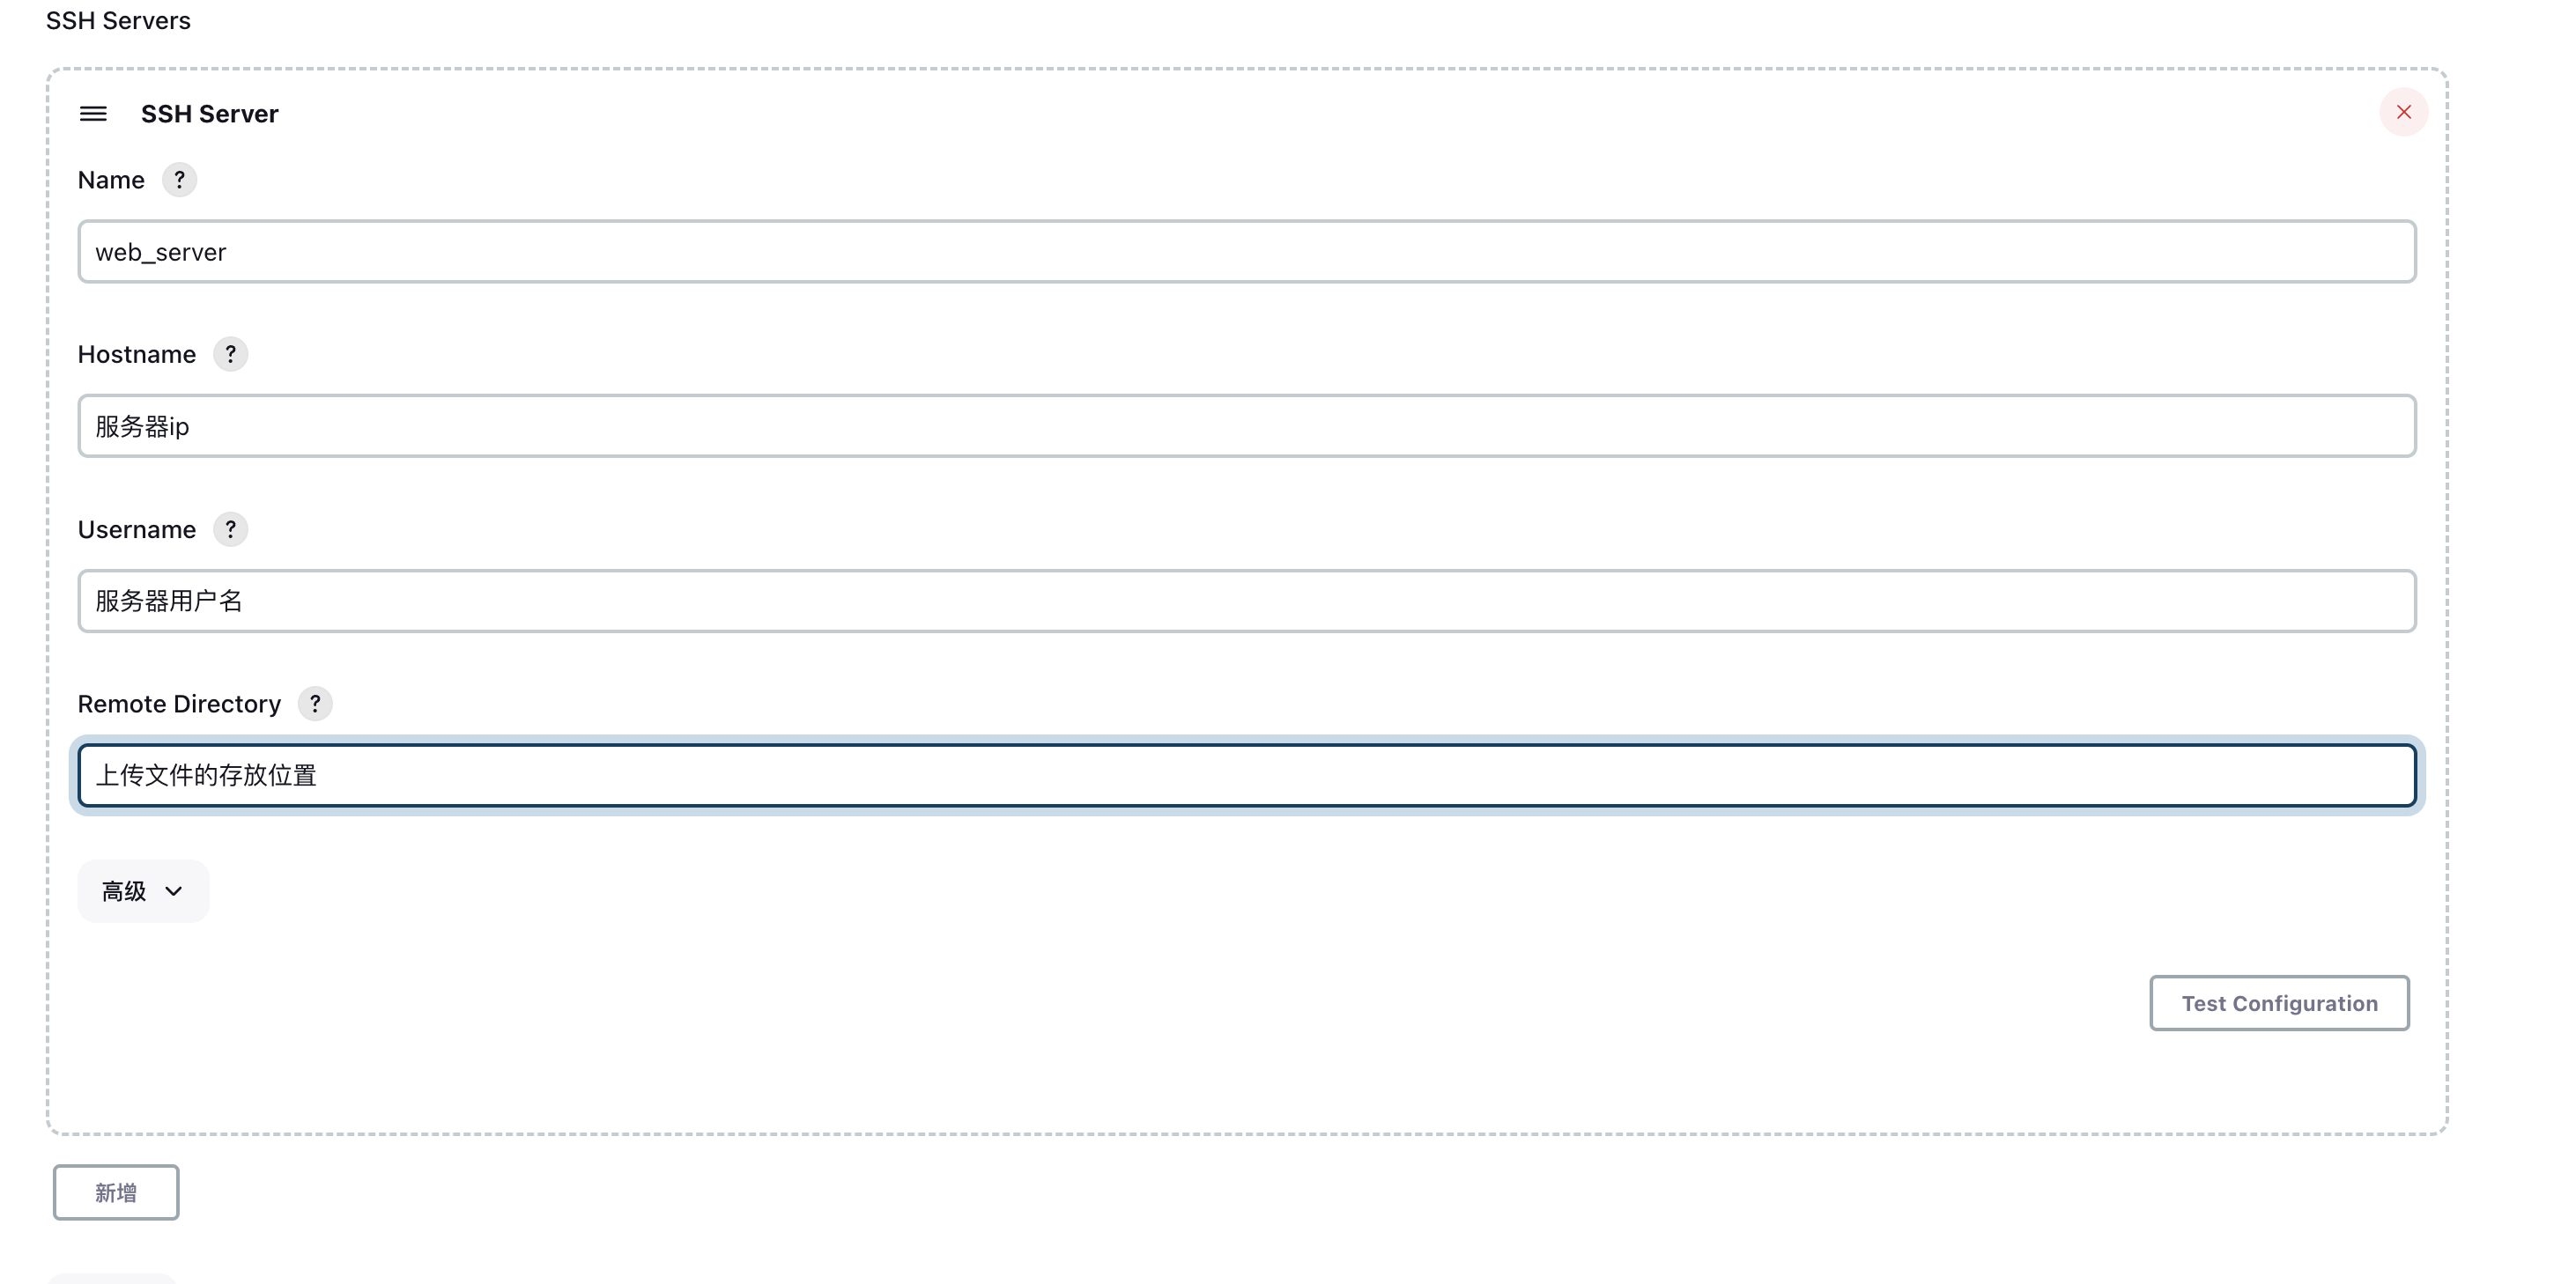 SSH Servers
SSH Server
Name ?
web_server
Hostname ?
服务器ip
Username ?
服务器用户名
Remote Directory ?
上传文件的存放位置
高级
Test Configuration
新增